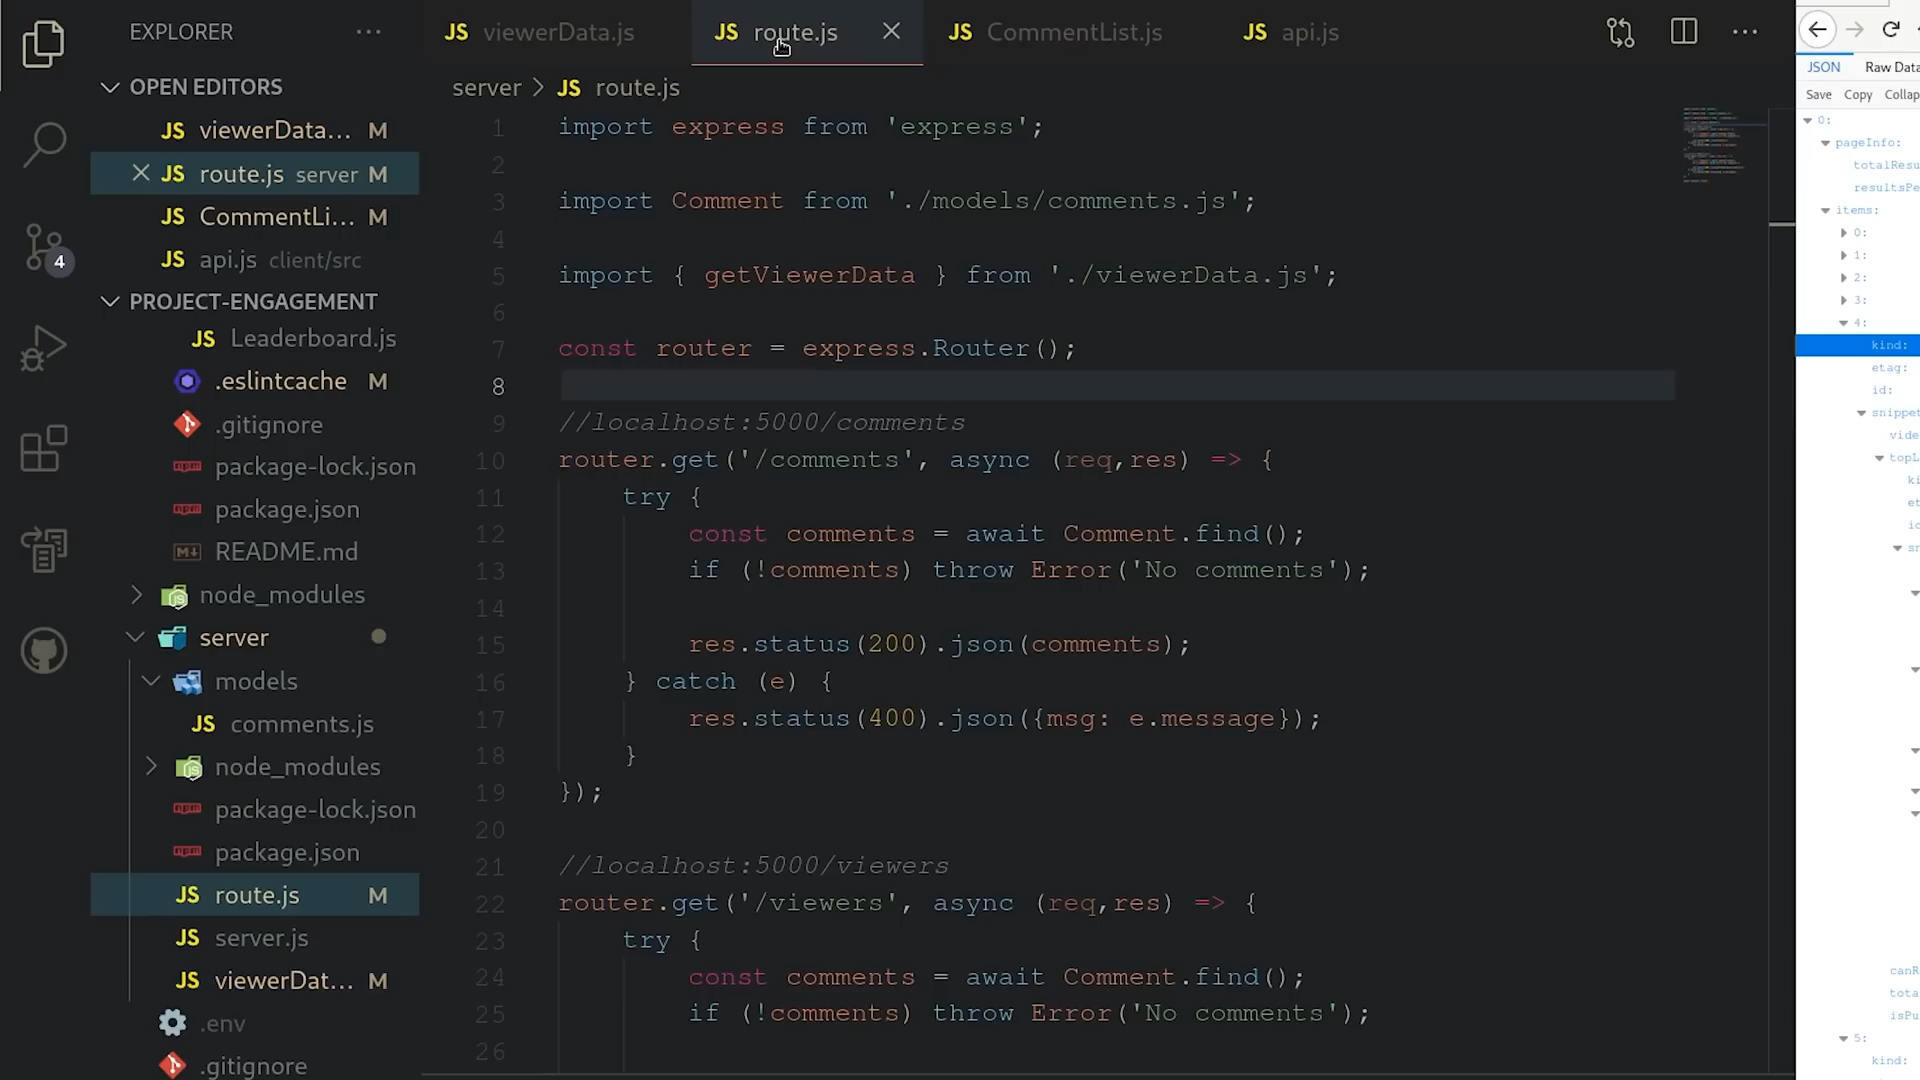 EXPLORER
OPEN EDITORS
JS viewerData... M
JS route.js server M
JS CommentLi... M
JS api.js client/src
PROJECT-ENGAGEMENT
JS Leaderboard.js
.eslintcache M
.gitignore
package-lock.json
package.json
README.md
node_modules
server
models
JS comments.js
node_modules
package-lock.json
package.json
JS route.js M
JS server.js
JS viewerDat... M
.env
.gitignore
4
JS viewerData.js
JS route.js
JS CommentList.js
JS api.js
server > JS route.js
1 import express from 'express';
2
3 import Comment from './models/comments.js';
4
5 import { getViewerData } from './viewerData.js';
6
7 const router = express.Router();
8
9 //localhost:5000/comments
10 router.get('/comments', async (req,res) => {
11 try {
12 const comments = await Comment.find();
13 if (!comments) throw Error('No comments');
14
15 res.status(200).json(comments);
16 } catch (e) {
17 res.status(400).json({msg: e.message});
18 }
19 });
20
21 //localhost:5000/viewers
22 router.get('/viewers', async (req,res) => {
23 try {
24 const comments = await Comment.find();
25 if (!comments) throw Error('No comments');
26
JSON Raw Data
Save Copy Collap
0:
pageInfo:
totalResu
resultsPe
items:
0:
1:
2:
3:
4:
kind:
etag:
id:
snippet
vide
topL
ki
et
id
sn
canR
tota
isPu
5:
kind: